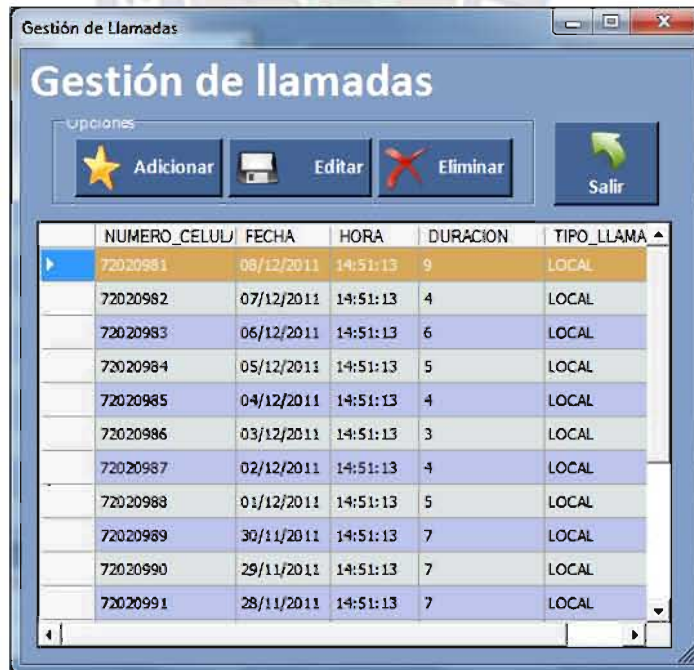 Gestión de Llamadas
Gestión de llamadas
Opciones
Adicionar Editar Eliminar Salir
NUMERO_CELUL FECHA HORA DURACION TIPO_LLAMA
72020981 08/12/2011 14:51:13 9 LOCAL
72020982 07/12/2011 14:51:13 4 LOCAL
72020983 06/12/2011 14:51:13 6 LOCAL
72020984 05/12/2011 14:51:13 5 LOCAL
72020985 04/12/2011 14:51:13 4 LOCAL
72020986 03/12/2011 14:51:13 3 LOCAL
72020987 02/12/2011 14:51:13 4 LOCAL
72020988 01/12/2011 14:51:13 5 LOCAL
72020989 30/11/2011 14:51:13 7 LOCAL
72020990 29/11/2011 14:51:13 7 LOCAL
72020991 28/11/2011 14:51:13 7 LOCAL